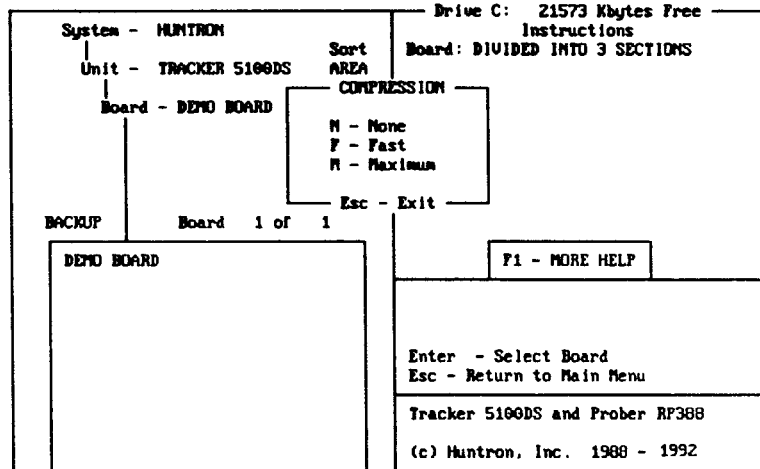 Drive C: 21573 Kbytes Free
System - HUNTRON
Instructions
Sort
Board: DIVIDED INTO 3 SECTIONS
Unit - TRACKER 5100DS
AREA
COMPRESSION
Board - DEMO BOARD
N - None
F - Fast
M - Maximum
Esc - Exit
BACKUP Board 1 of 1
DEMO BOARD
F1 - MORE HELP
Enter - Select Board
Esc - Return to Main Menu
Tracker 5100DS and Prober RP388
(c) Huntron, Inc. 1988 - 1992